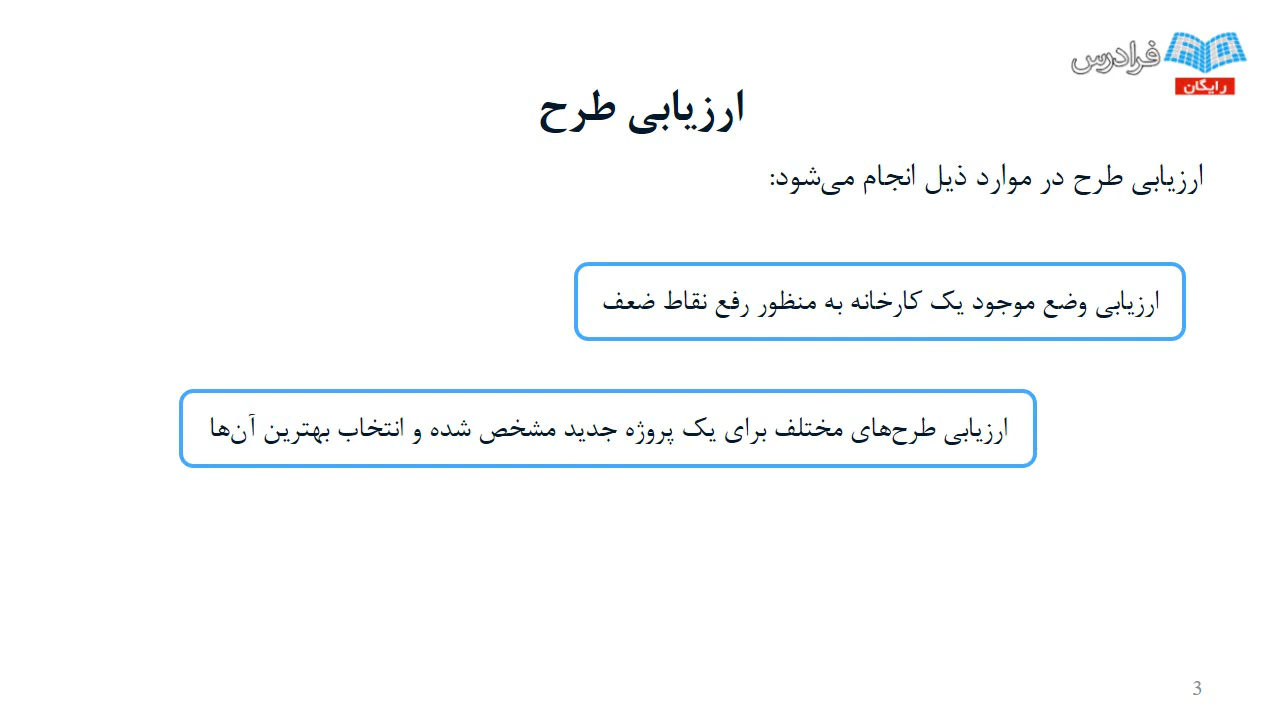 فرادرس
رایگان
ارزیابی طرح
ارزیابی طرح در موارد ذیل انجام می‌شود:
ارزیابی وضع موجود یک کارخانه به منظور رفع نقاط ضعف
ارزیابی طرح‌های مختلف برای یک پروژه جدید مشخص شده و انتخاب بهترین آن‌ها
3